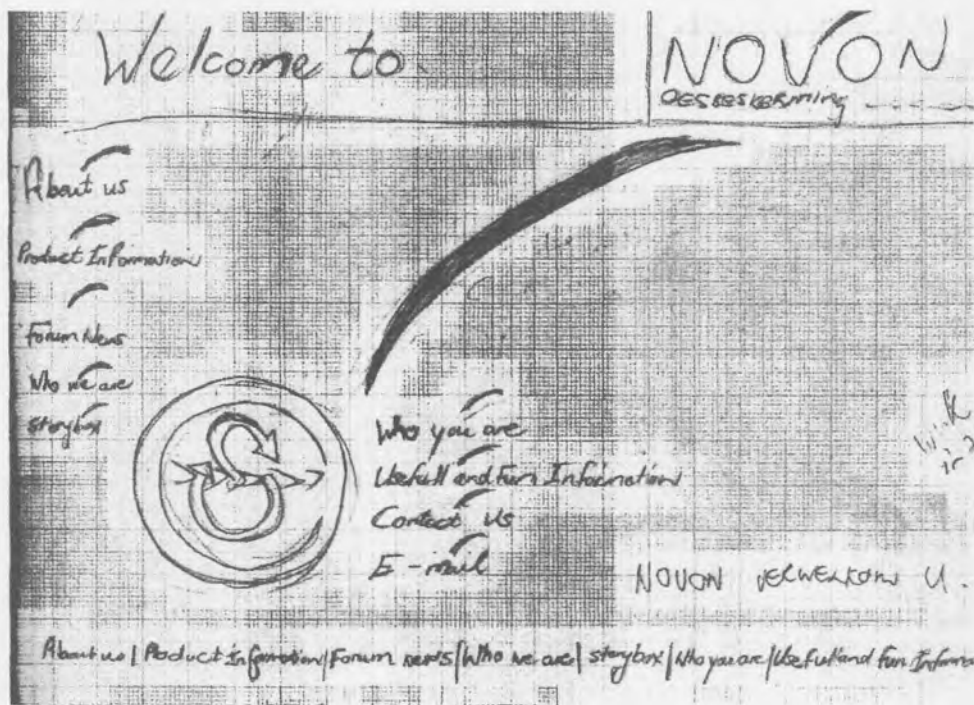 Welcome to
NOVON
OESBESKERMING
About us
Product Information
Forum News
Who we are
Storybox
Who you are
Usefull and Fun Information
Contact Us
E-mail
NOVON VERWELKOM U.
About us | Product Information | Forum news | Who we are | storybox | Who you are | Usefull and Fun Informa